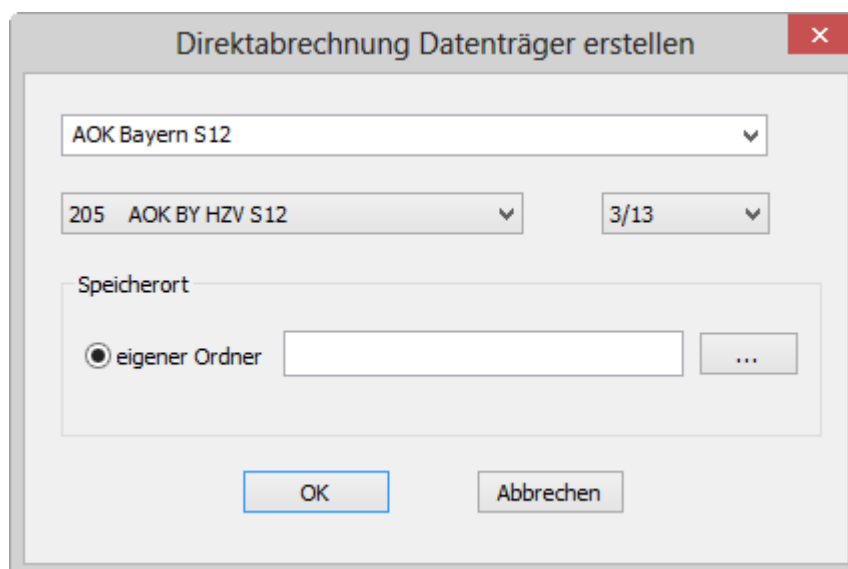 Direktabrechnung Datenträger erstellen
AOK Bayern S12
205 AOK BY HZV S12 3/13
Speicherort
eigener Ordner ...
OK Abbrechen